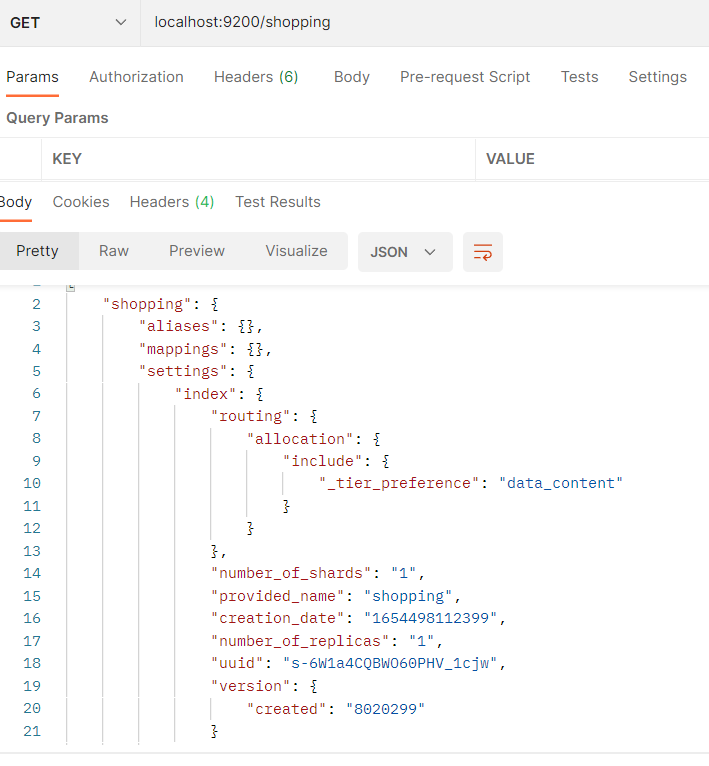 GET localhost:9200/shopping
Params Authorization Headers (6) Body Pre-request Script Tests Settings
Query Params
KEY VALUE
Body Cookies Headers (4) Test Results
Pretty Raw Preview Visualize JSON
2 "shopping": {
3 "aliases": {},
4 "mappings": {},
5 "settings": {
6 "index": {
7 "routing": {
8 "allocation": {
9 "include": {
10 "_tier_preference": "data_content"
11 }
12 }
13 },
14 "number_of_shards": "1",
15 "provided_name": "shopping",
16 "creation_date": "1654498112399",
17 "number_of_replicas": "1",
18 "uuid": "s-6W1a4CQBWO60PHV_1cjw",
19 "version": {
20 "created": "8020299"
21 }